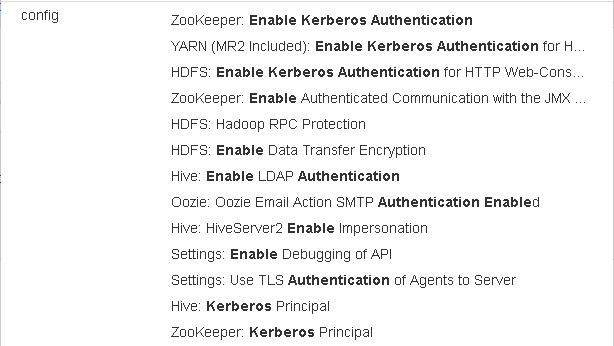 config
ZooKeeper: Enable Kerberos Authentication
YARN (MR2 Included): Enable Kerberos Authentication for H...
HDFS: Enable Kerberos Authentication for HTTP Web-Cons...
ZooKeeper: Enable Authenticated Communication with the JMX ...
HDFS: Hadoop RPC Protection
HDFS: Enable Data Transfer Encryption
Hive: Enable LDAP Authentication
Oozie: Oozie Email Action SMTP Authentication Enabled
Hive: HiveServer2 Enable Impersonation
Settings: Enable Debugging of API
Settings: Use TLS Authentication of Agents to Server
Hive: Kerberos Principal
ZooKeeper: Kerberos Principal